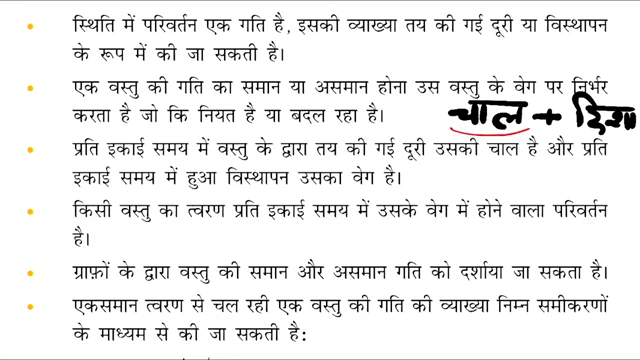 • स्थिति में परिवर्तन एक गति है, इसकी व्याख्या तय की गई दूरी या विस्थापन
के रूप में की जा सकती है।
• एक वस्तु की गति का समान या असमान होना उस वस्तु के वेग पर निर्भर
करता है जो कि नियत है या बदल रहा है।
चाल + दिशा
• प्रति इकाई समय में वस्तु के द्वारा तय की गई दूरी उसकी चाल है और प्रति
इकाई समय में हुआ विस्थापन उसका वेग है।
• किसी वस्तु का त्वरण प्रति इकाई समय में उसके वेग में होने वाला परिवर्तन
है।
• ग्राफ़ों के द्वारा वस्तु की समान और असमान गति को दर्शाया जा सकता है।
• एकसमान त्वरण से चल रही एक वस्तु की गति की व्याख्या निम्न समीकरणों
के माध्यम से की जा सकती है: